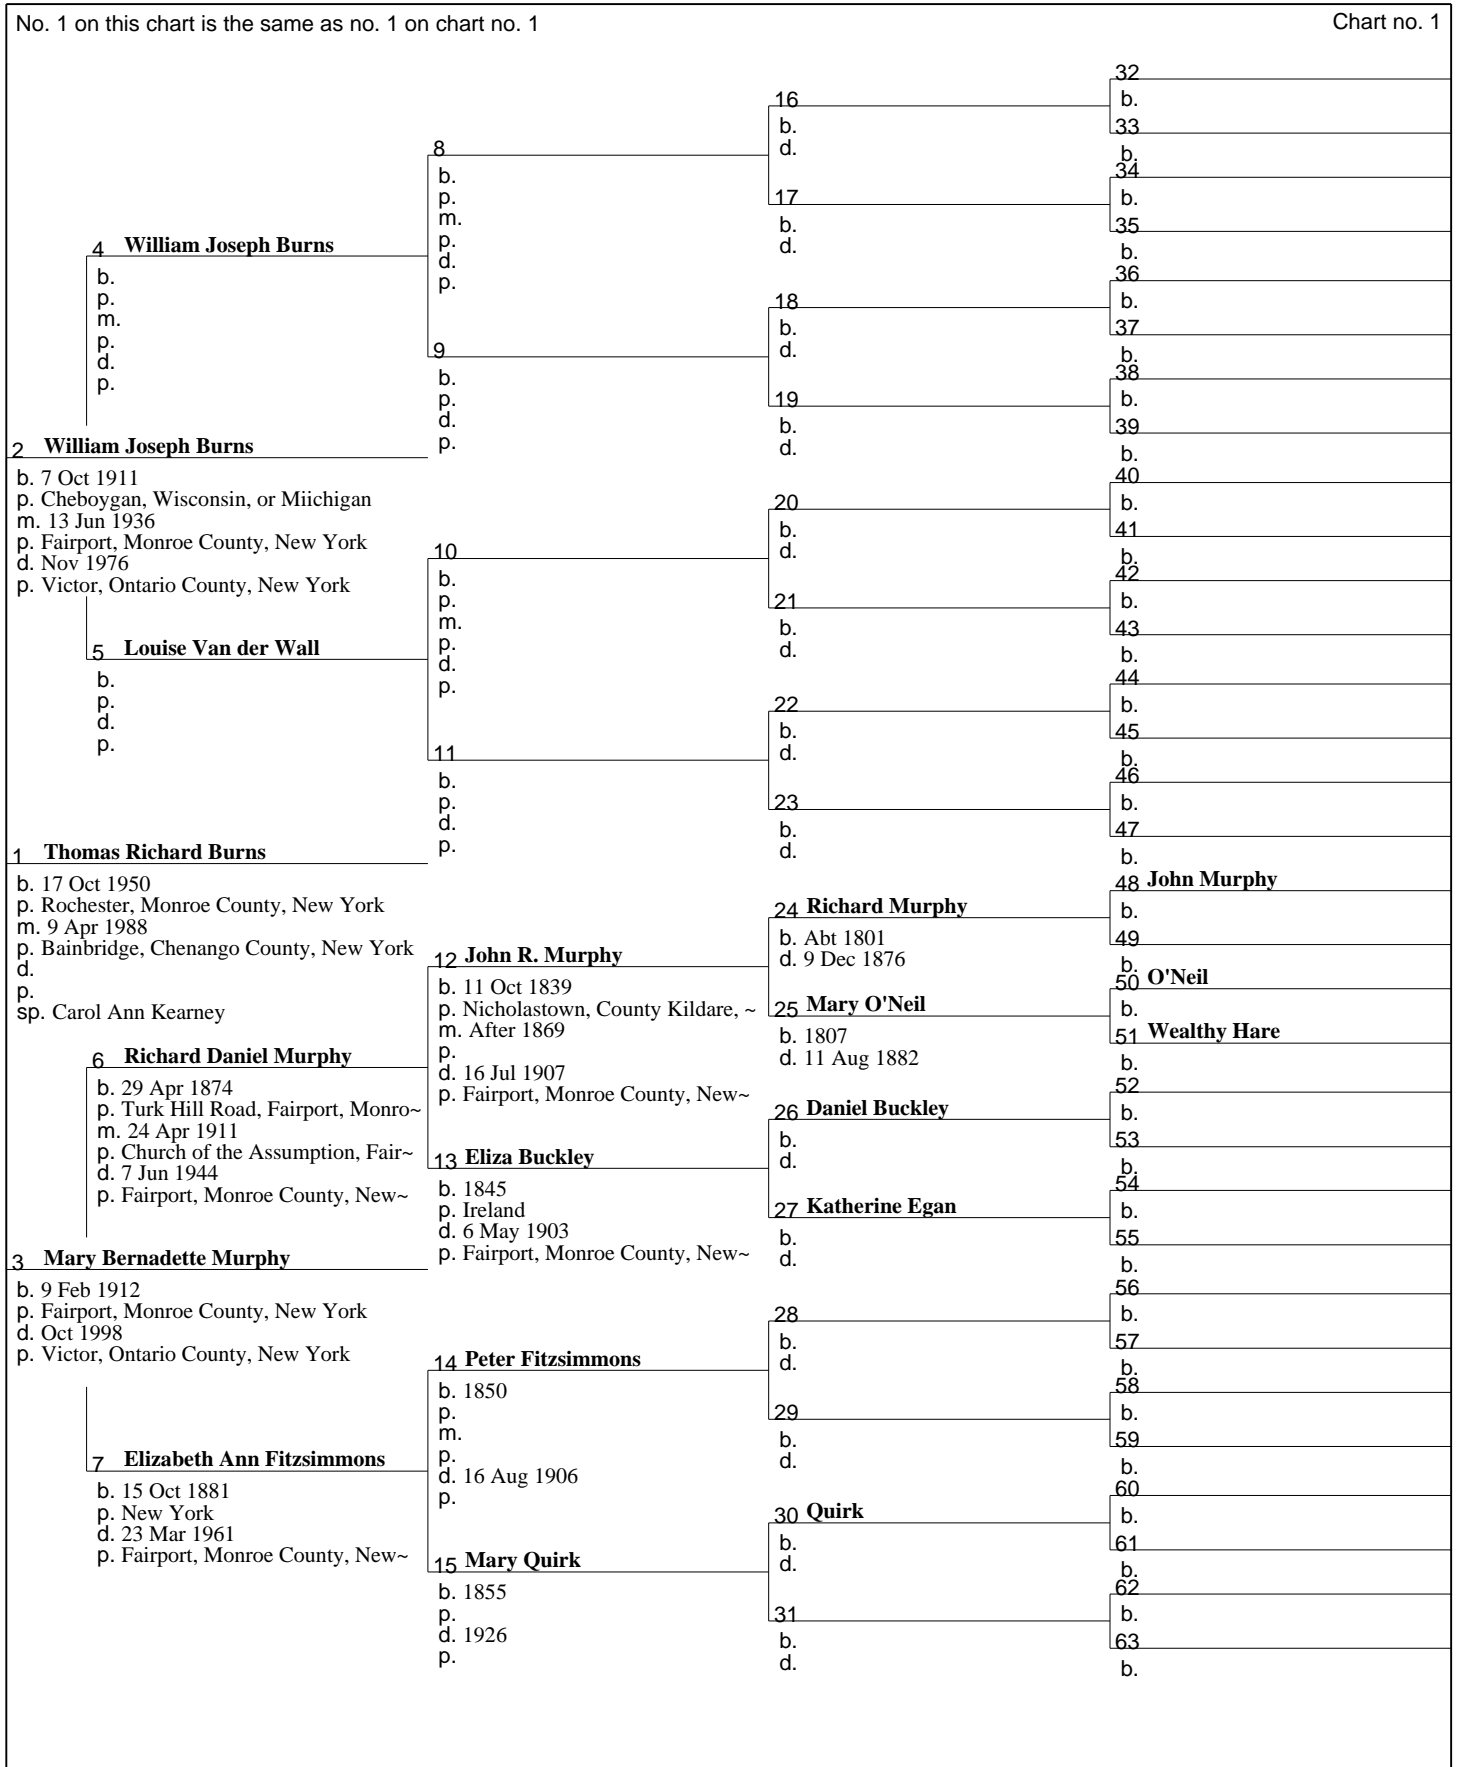 No. 1 on this chart is the same as no. 1 on chart no. 1
Chart no. 1
1 Thomas Richard Burns
b. 17 Oct 1950
p. Rochester, Monroe County, New York
m. 9 Apr 1988
p. Bainbridge, Chenango County, New York
d.
p.
sp. Carol Ann Kearney
2 William Joseph Burns
b. 7 Oct 1911
p. Cheboygan, Wisconsin, or Miichigan
m. 13 Jun 1936
p. Fairport, Monroe County, New York
d. Nov 1976
p. Victor, Ontario County, New York
3 Mary Bernadette Murphy
b. 9 Feb 1912
p. Fairport, Monroe County, New York
d. Oct 1998
p. Victor, Ontario County, New York
4 William Joseph Burns
b.
p.
m.
p.
d.
p.
5 Louise Van der Wall
b.
p.
d.
p.
6 Richard Daniel Murphy
b. 29 Apr 1874
p. Turk Hill Road, Fairport, Monro~
m. 24 Apr 1911
p. Church of the Assumption, Fair~
d. 7 Jun 1944
p. Fairport, Monroe County, New~
7 Elizabeth Ann Fitzsimmons
b. 15 Oct 1881
p. New York
d. 23 Mar 1961
p. Fairport, Monroe County, New~
8
b.
p.
m.
p.
d.
p.
9
b.
p.
d.
p.
10
b.
p.
m.
p.
d.
p.
11
b.
p.
d.
p.
12 John R. Murphy
b. 11 Oct 1839
p. Nicholastown, County Kildare, ~
m. After 1869
p.
d. 16 Jul 1907
p. Fairport, Monroe County, New~
13 Eliza Buckley
b. 1845
p. Ireland
d. 6 May 1903
p. Fairport, Monroe County, New~
14 Peter Fitzsimmons
b. 1850
p.
m.
p.
d. 16 Aug 1906
p.
15 Mary Quirk
b. 1855
p.
d. 1926
p.
16
b.
d.
17
b.
d.
18
b.
d.
19
b.
d.
20
b.
d.
21
b.
d.
22
b.
d.
23
b.
d.
24 Richard Murphy
b. Abt 1801
d. 9 Dec 1876
25 Mary O'Neil
b. 1807
d. 11 Aug 1882
26 Daniel Buckley
b.
d.
27 Katherine Egan
b.
d.
28
b.
d.
29
b.
d.
30 Quirk
b.
d.
31
b.
d.
32
b.
33
b.
34
b.
35
b.
36
b.
37
b.
38
b.
39
b.
40
b.
41
b.
42
b.
43
b.
44
b.
45
b.
46
b.
47
b.
48 John Murphy
b.
49
b.
50 O'Neil
b.
51 Wealthy Hare
b.
52
b.
53
b.
54
b.
55
b.
56
b.
57
b.
58
b.
59
b.
60
b.
61
b.
62
b.
63
b.